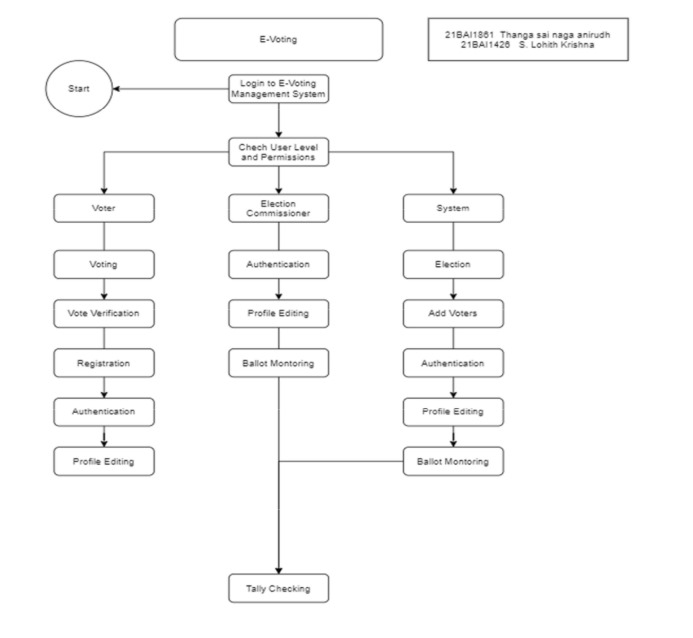 E-Voting
21BAI1861 Thanga sai naga anirudh
21BAI1426 S. Lohith Krishna
Start
Login to E-Voting
Management System
Chech User Level
and Permissions
Voter
Election
Commissioner
System
Voting
Authentication
Election
Vote Verification
Profile Editing
Add Voters
Registration
Ballot Montoring
Authentication
Authentication
Profile Editing
Profile Editing
Ballot Montoring
Tally Checking